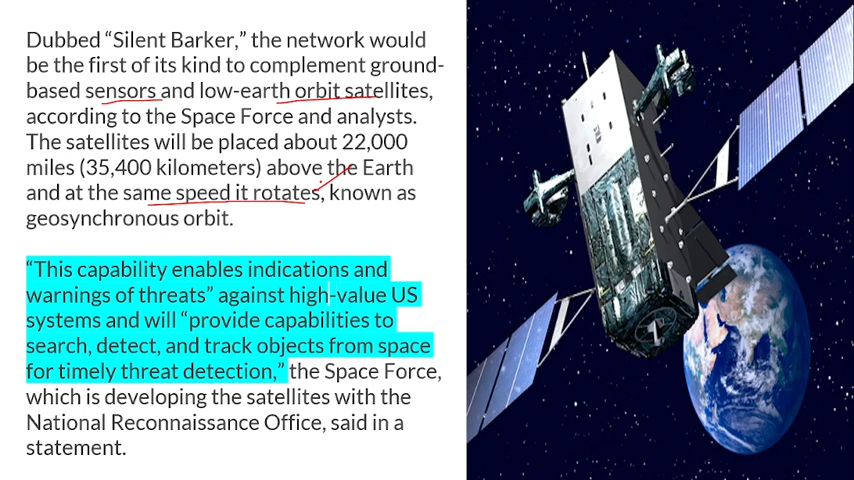 Dubbed “Silent Barker,” the network would
be the first of its kind to complement ground-
based sensors and low-earth orbit satellites,
according to the Space Force and analysts.
The satellites will be placed about 22,000
miles (35,400 kilometers) above the Earth
and at the same speed it rotates, known as
geosynchronous orbit.
“This capability enables indications and
warnings of threats” against high-value US
systems and will “provide capabilities to
search, detect, and track objects from space
for timely threat detection,” the Space Force,
which is developing the satellites with the
National Reconnaissance Office, said in a
statement.